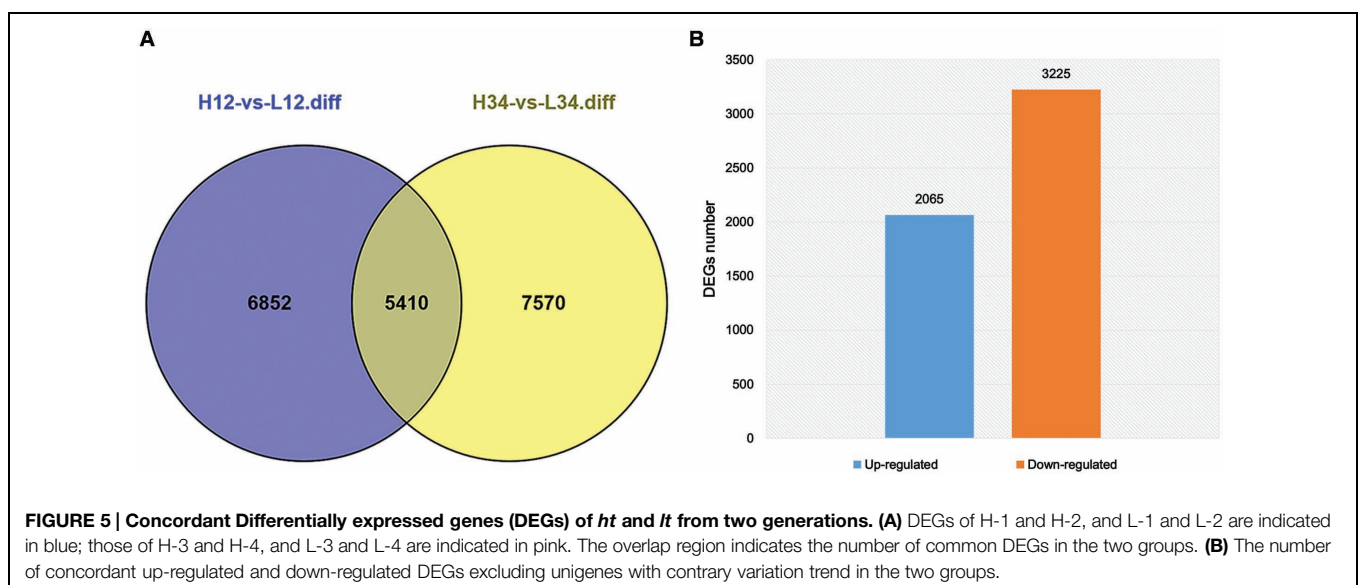 A
H12-vs-L12.diff
H34-vs-L34.diff
6852
5410
7570
B
DEGs number
3500
3000
2500
2000
1500
1000
500
0
2065
3225
Up-regulated
Down-regulated
FIGURE 5 | Concordant Differentially expressed genes (DEGs) of ht and lt from two generations. (A) DEGs of H-1 and H-2, and L-1 and L-2 are indicated
in blue; those of H-3 and H-4, and L-3 and L-4 are indicated in pink. The overlap region indicates the number of common DEGs in the two groups. (B) The number
of concordant up-regulated and down-regulated DEGs excluding unigenes with contrary variation trend in the two groups.